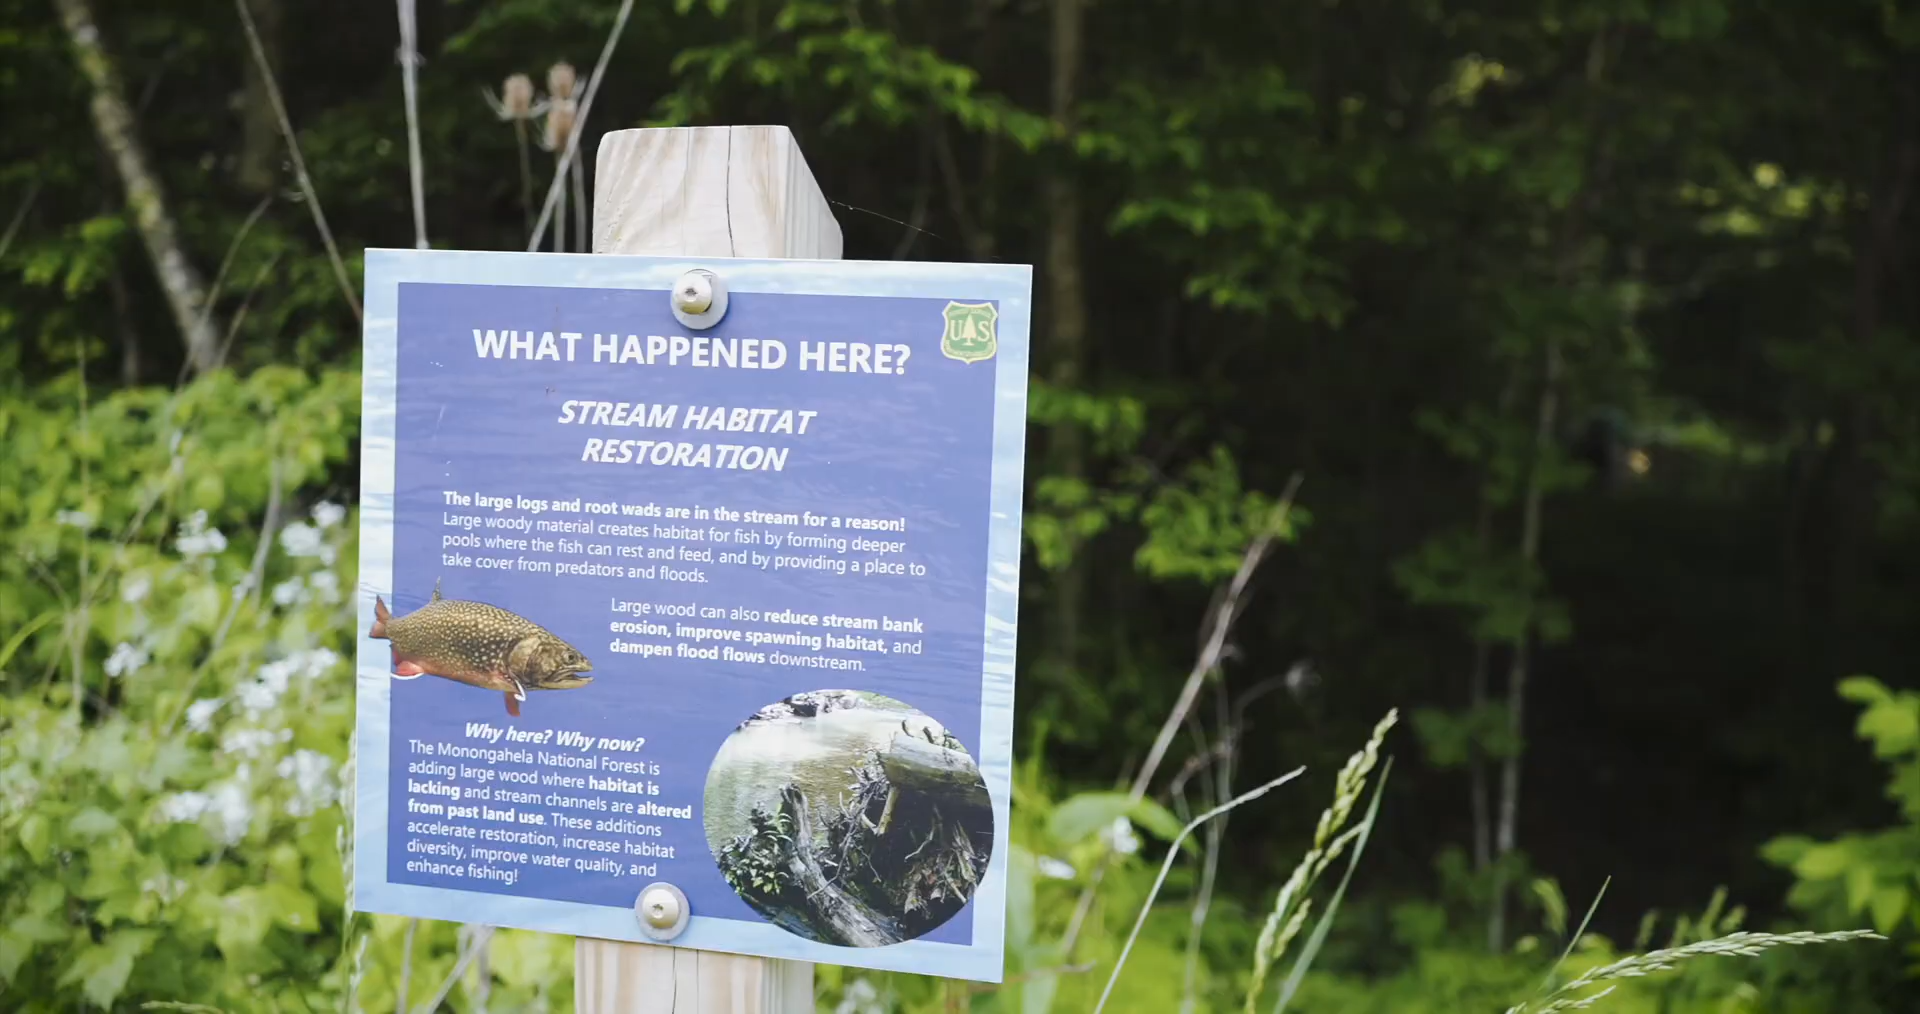 WHAT HAPPENED HERE?
US
STREAM HABITAT
RESTORATION
The large logs and root wads are in the stream for a reason!
Large woody material creates habitat for fish by forming deeper
pools where the fish can rest and feed, and by providing a place to
take cover from predators and floods.
Large wood can also reduce stream bank
erosion, improve spawning habitat, and
dampen flood flows downstream.
Why here? Why now?
The Monongahela National Forest is
adding large wood where habitat is
lacking and stream channels are altered
from past land use. These additions
accelerate restoration, increase habitat
diversity, improve water quality, and
enhance fishing!